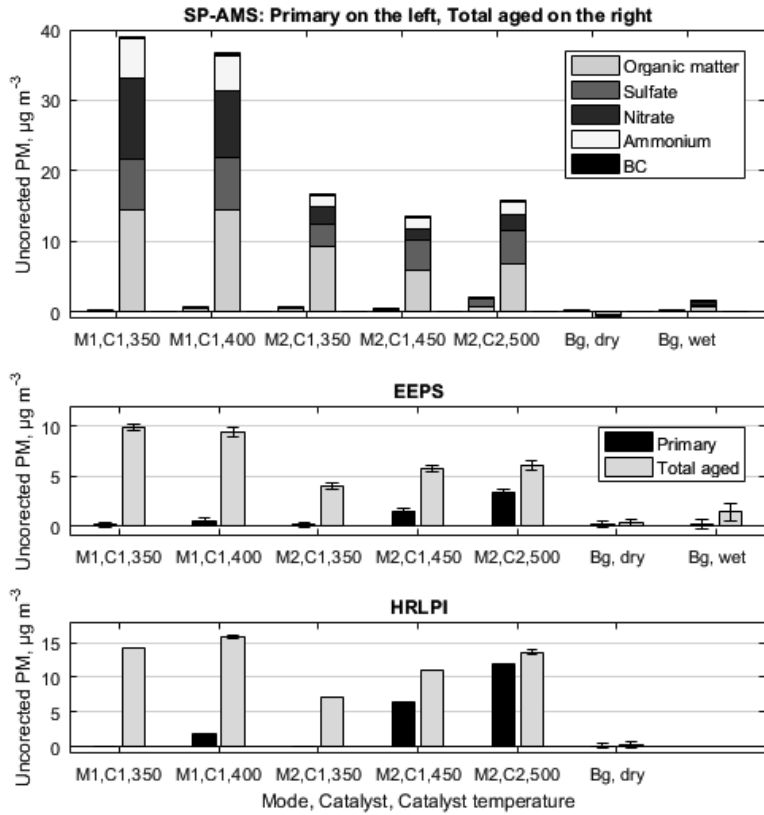 SP-AMS: Primary on the left, Total aged on the right
Uncorected PM, µg m⁻³
40
30
20
10
0
Organic matter
Sulfate
Nitrate
Ammonium
BC
M1,C1,350 M1,C1,400 M2,C1,350 M2,C1,450 M2,C2,500 Bg, dry Bg, wet
EEPS
Uncorected PM, µg m⁻³
10
5
0
Primary
Total aged
M1,C1,350 M1,C1,400 M2,C1,350 M2,C1,450 M2,C2,500 Bg, dry Bg, wet
HRLPI
Uncorected PM, µg m⁻³
15
10
5
0
M1,C1,350 M1,C1,400 M2,C1,350 M2,C1,450 M2,C2,500 Bg, dry
Mode, Catalyst, Catalyst temperature